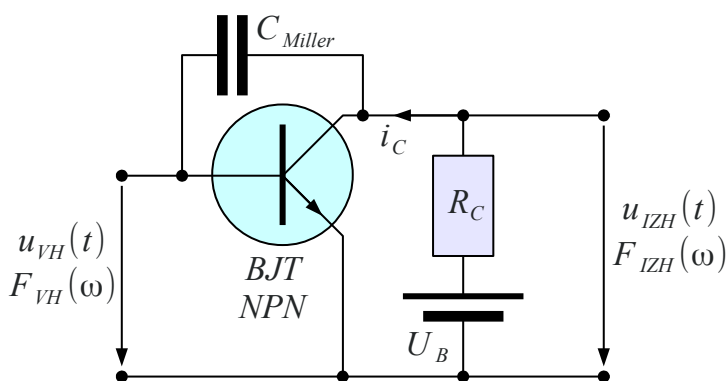 C_Miller
i_C
R_C
u_VH(t)
F_VH(ω)
u_IZH(t)
F_IZH(ω)
BJT
NPN
U_B